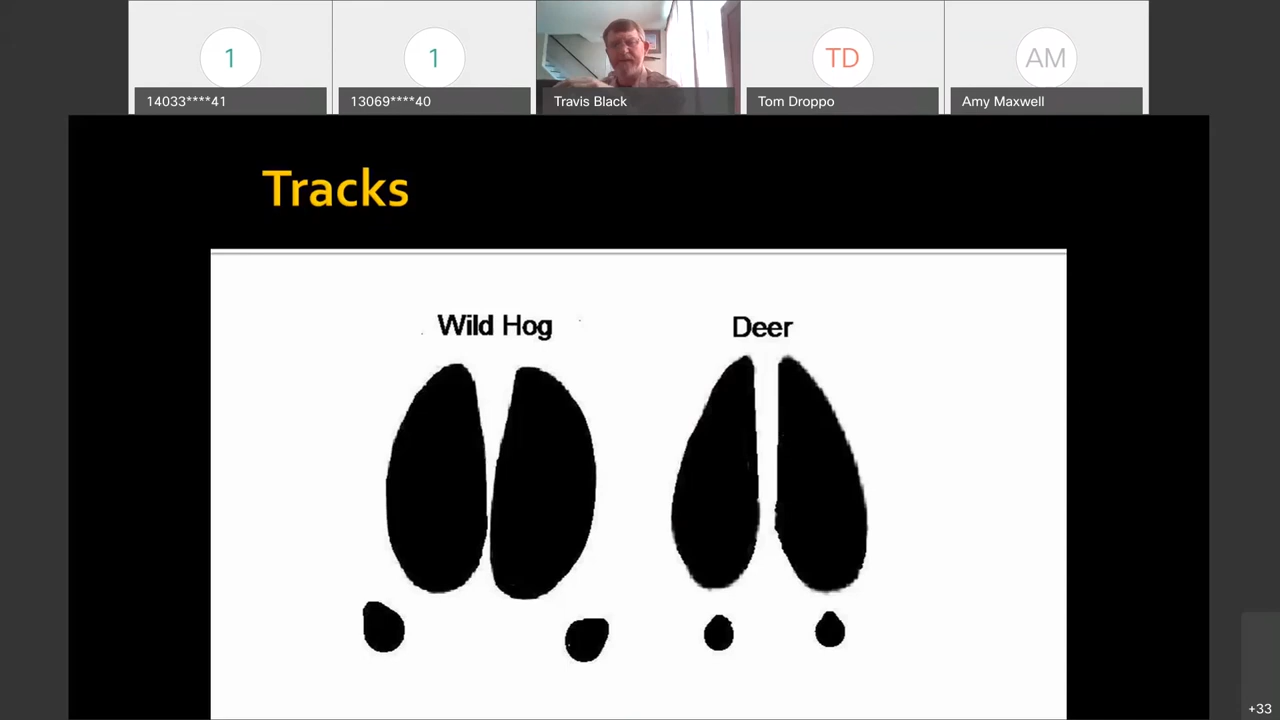 1
1
TD
AM
14033****41
13069****40
Travis Black
Tom Droppo
Amy Maxwell
Tracks
Wild Hog
Deer
+33